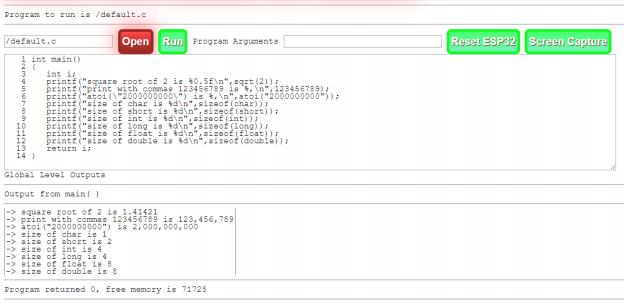 Program to run is /default.c
/default.c Open Run Program Arguments Reset ESP32 Screen Capture
1 int main()
2 {
3 int i;
4 printf("square root of 2 is %0.5f\n",sqrt(2));
5 printf("print with commas 123456789 is %,\n",123456789);
6 printf("atoi(\"2000000000\") is %,\n",atoi("2000000000"));
7 printf("size of char is %d\n",sizeof(char));
8 printf("size of short is %d\n",sizeof(short));
9 printf("size of int is %d\n",sizeof(int));
10 printf("size of long is %d\n",sizeof(long));
11 printf("size of float is %d\n",sizeof(float));
12 printf("size of double is %d\n",sizeof(double));
13 return i;
14 }
Global Level Outputs
Output from main( )
-> square root of 2 is 1.41421
-> print with commas 123456789 is 123,456,789
-> atoi("2000000000") is 2,000,000,000
-> size of char is 1
-> size of short is 2
-> size of int is 4
-> size of long is 4
-> size of float is 8
-> size of double is 8
Program returned 0, free memory is 71728